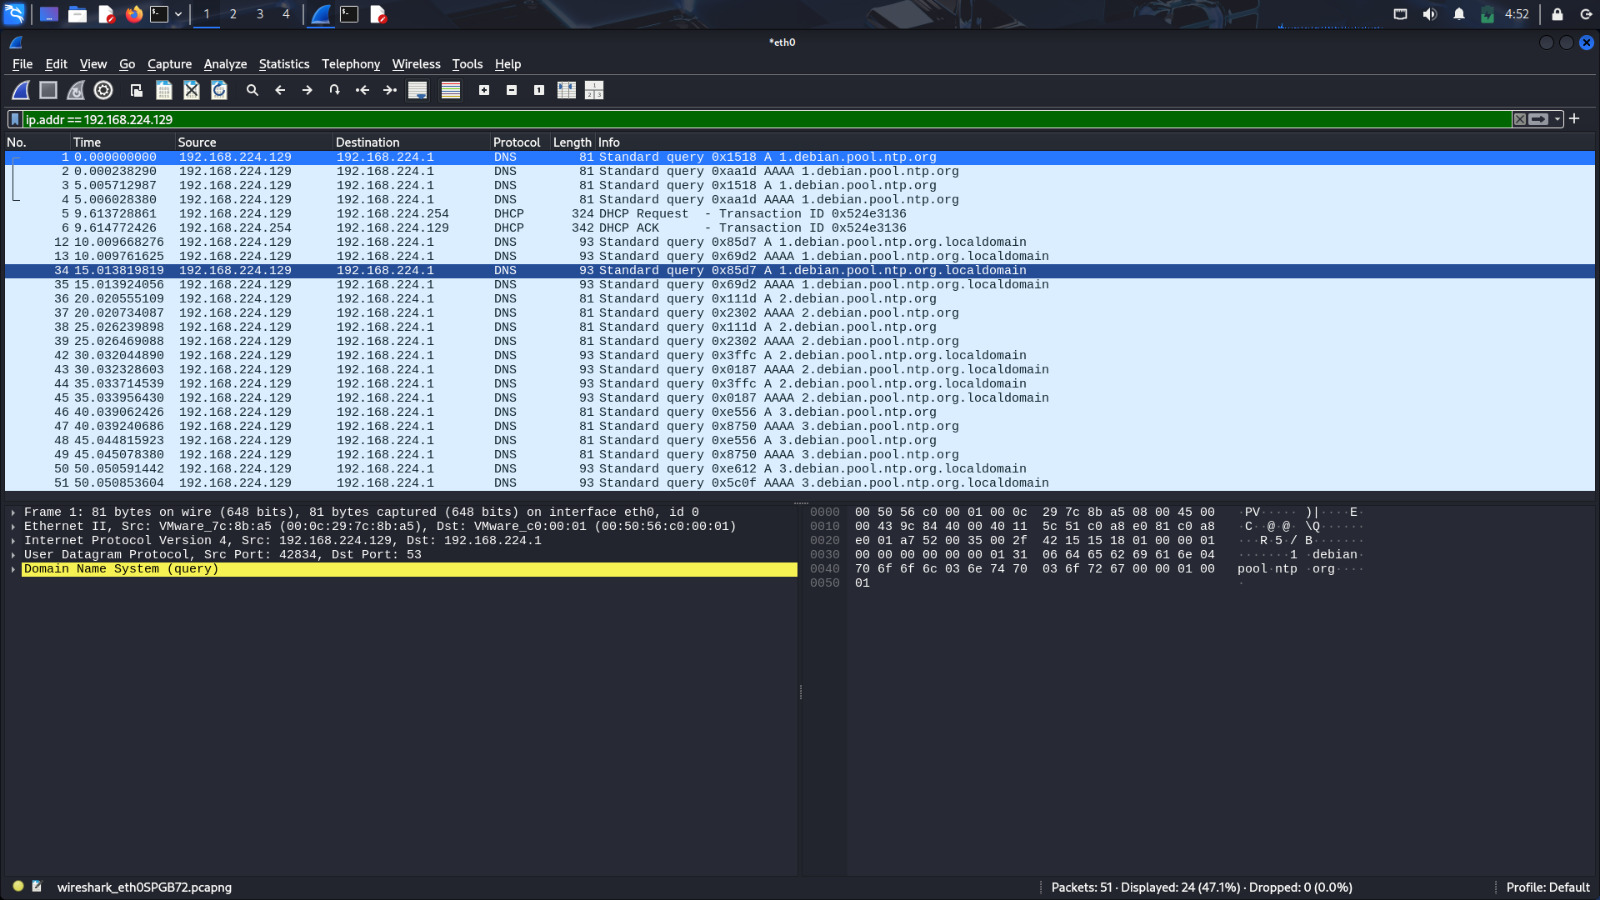 1 2 3 4 4:52
*eth0
File Edit View Go Capture Analyze Statistics Telephony Wireless Tools Help
ip.addr == 192.168.224.129
No. Time Source Destination Protocol Length Info
1 0.000000000 192.168.224.129 192.168.224.1 DNS 81 Standard query 0x1518 A 1.debian.pool.ntp.org
2 0.000238290 192.168.224.129 192.168.224.1 DNS 81 Standard query 0xaa1d AAAA 1.debian.pool.ntp.org
3 5.005712987 192.168.224.129 192.168.224.1 DNS 81 Standard query 0x1518 A 1.debian.pool.ntp.org
4 5.006028380 192.168.224.129 192.168.224.1 DNS 81 Standard query 0xaa1d AAAA 1.debian.pool.ntp.org
5 9.613728861 192.168.224.129 192.168.224.254 DHCP 324 DHCP Request - Transaction ID 0x524e3136
6 9.614772426 192.168.224.254 192.168.224.129 DHCP 342 DHCP ACK - Transaction ID 0x524e3136
12 10.009668276 192.168.224.129 192.168.224.1 DNS 93 Standard query 0x85d7 A 1.debian.pool.ntp.org.localdomain
13 10.009761625 192.168.224.129 192.168.224.1 DNS 93 Standard query 0x69d2 AAAA 1.debian.pool.ntp.org.localdomain
34 15.013819819 192.168.224.129 192.168.224.1 DNS 93 Standard query 0x85d7 A 1.debian.pool.ntp.org.localdomain
35 15.013924056 192.168.224.129 192.168.224.1 DNS 93 Standard query 0x69d2 AAAA 1.debian.pool.ntp.org.localdomain
36 20.020555109 192.168.224.129 192.168.224.1 DNS 81 Standard query 0x111d A 2.debian.pool.ntp.org
37 20.020734087 192.168.224.129 192.168.224.1 DNS 81 Standard query 0x2302 AAAA 2.debian.pool.ntp.org
38 25.026239898 192.168.224.129 192.168.224.1 DNS 81 Standard query 0x111d A 2.debian.pool.ntp.org
39 25.026469088 192.168.224.129 192.168.224.1 DNS 81 Standard query 0x2302 AAAA 2.debian.pool.ntp.org
42 30.032044890 192.168.224.129 192.168.224.1 DNS 93 Standard query 0x3ffc A 2.debian.pool.ntp.org.localdomain
43 30.032328603 192.168.224.129 192.168.224.1 DNS 93 Standard query 0x0187 AAAA 2.debian.pool.ntp.org.localdomain
44 35.033714539 192.168.224.129 192.168.224.1 DNS 93 Standard query 0x3ffc A 2.debian.pool.ntp.org.localdomain
45 35.033956430 192.168.224.129 192.168.224.1 DNS 93 Standard query 0x0187 AAAA 2.debian.pool.ntp.org.localdomain
46 40.039062426 192.168.224.129 192.168.224.1 DNS 81 Standard query 0xe556 A 3.debian.pool.ntp.org
47 40.039240686 192.168.224.129 192.168.224.1 DNS 81 Standard query 0x8750 AAAA 3.debian.pool.ntp.org
48 45.044815923 192.168.224.129 192.168.224.1 DNS 81 Standard query 0xe556 A 3.debian.pool.ntp.org
49 45.045078380 192.168.224.129 192.168.224.1 DNS 81 Standard query 0x8750 AAAA 3.debian.pool.ntp.org
50 50.050591442 192.168.224.129 192.168.224.1 DNS 93 Standard query 0xe612 A 3.debian.pool.ntp.org.localdomain
51 50.050853604 192.168.224.129 192.168.224.1 DNS 93 Standard query 0x5c0f AAAA 3.debian.pool.ntp.org.localdomain
Frame 1: 81 bytes on wire (648 bits), 81 bytes captured (648 bits) on interface eth0, id 0
Ethernet II, Src: VMware_7c:8b:a5 (00:0c:29:7c:8b:a5), Dst: VMware_c0:00:01 (00:50:56:c0:00:01)
Internet Protocol Version 4, Src: 192.168.224.129, Dst: 192.168.224.1
User Datagram Protocol, Src Port: 42834, Dst Port: 53
Domain Name System (query)
0000 00 50 56 c0 00 01 00 0c 29 7c 8b a5 08 00 45 00 ·PV····· )|····E·
0010 00 43 9c 84 40 00 40 11 5c 51 c0 a8 e0 81 c0 a8 ·C··@·@· \Q······
0020 e0 01 a7 52 00 35 00 2f 42 15 15 18 01 00 00 01 ···R·5·/ B·······
0030 00 00 00 00 00 00 01 31 06 64 65 62 69 61 6e 04 ·······1 ·debian·
0040 70 6f 6f 6c 03 6e 74 70 03 6f 72 67 00 00 01 00 pool·ntp ·org····
0050 01 ·
wireshark_eth0SPGB72.pcapng
Packets: 51 · Displayed: 24 (47.1%) · Dropped: 0 (0.0%)
Profile: Default